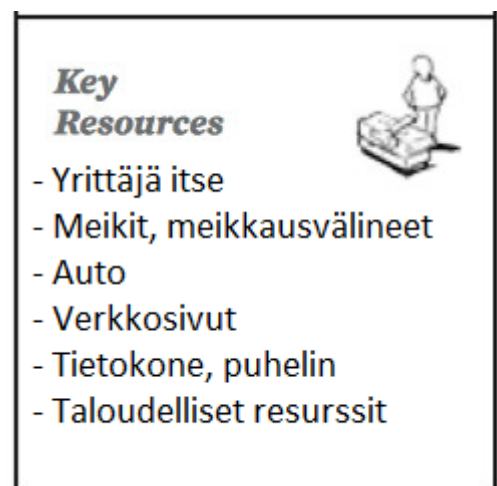 Key
Resources
- Yrittäjä itse
- Meikit, meikkausvälineet
- Auto
- Verkkosivut
- Tietokone, puhelin
- Taloudelliset resurssit